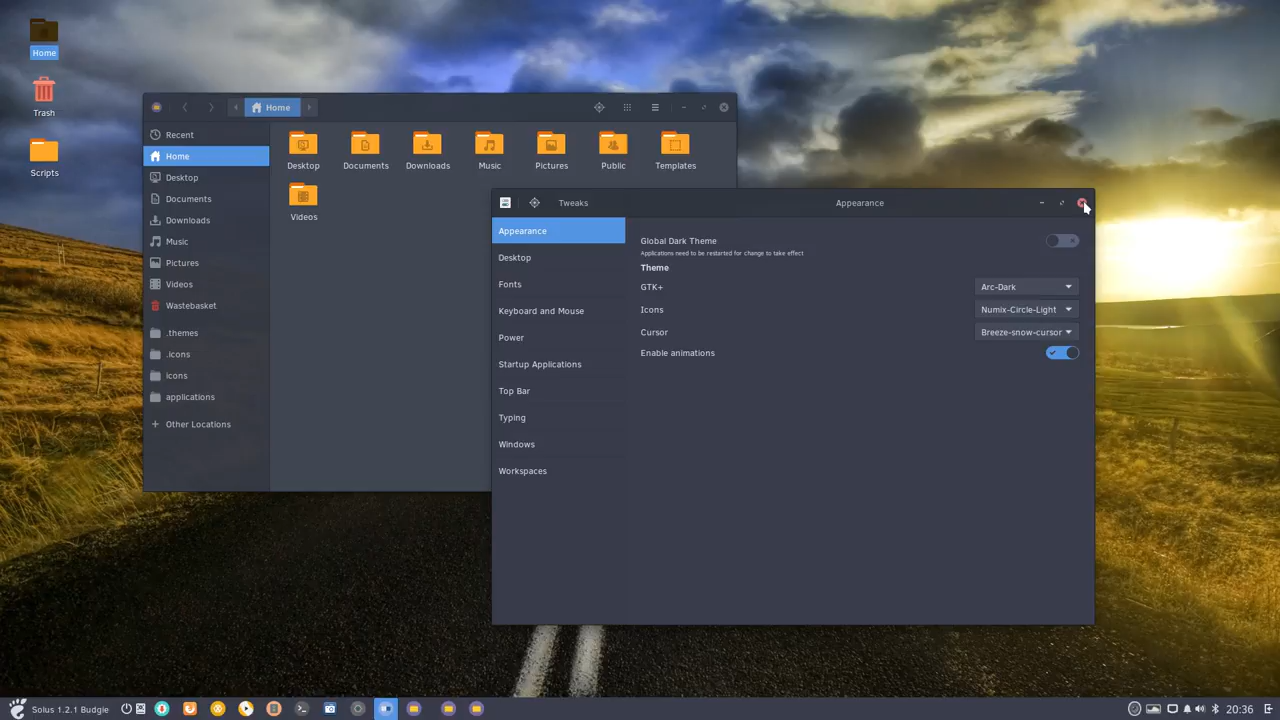 Home
Trash
Scripts
Home
Recent
Home
Desktop
Documents
Downloads
Music
Pictures
Videos
Wastebasket
.themes
.icons
icons
applications
Other Locations
Desktop
Documents
Downloads
Music
Pictures
Public
Templates
Videos
Tweaks
Appearance
Appearance
Desktop
Fonts
Keyboard and Mouse
Power
Startup Applications
Top Bar
Typing
Windows
Workspaces
Global Dark Theme
Applications need to be restarted for change to take effect
Theme
GTK+
Arc-Dark
Icons
Numix-Circle-Light
Cursor
Breeze-snow-cursor
Enable animations
Solus 1.2.1 Budgie
20:36